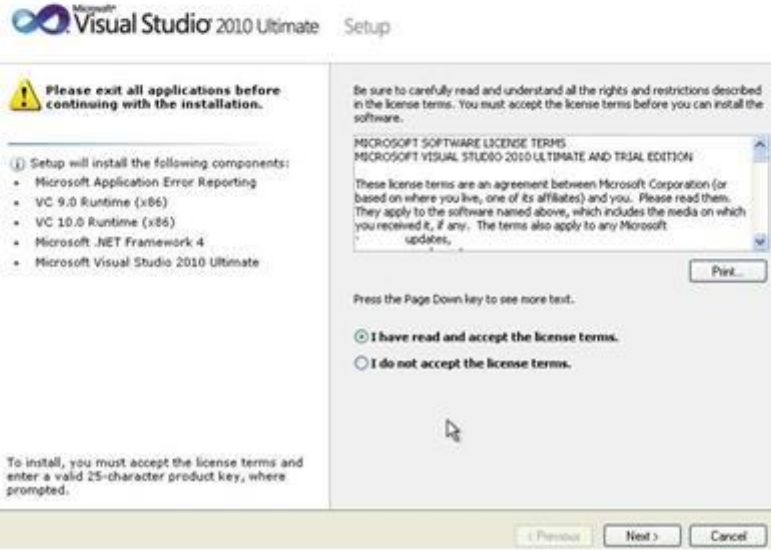 Microsoft®
Visual Studio 2010 Ultimate Setup
Please exit all applications before
continuing with the installation.
Setup will install the following components:
• Microsoft Application Error Reporting
• VC 9.0 Runtime (x86)
• VC 10.0 Runtime (x86)
• Microsoft .NET Framework 4
• Microsoft Visual Studio 2010 Ultimate
To install, you must accept the license terms and
enter a valid 25-character product key, where
prompted.
Be sure to carefully read and understand all the rights and restrictions described
in the license terms. You must accept the license terms before you can install the
software.
MICROSOFT SOFTWARE LICENSE TERMS
MICROSOFT VISUAL STUDIO 2010 ULTIMATE AND TRIAL EDITION
These license terms are an agreement between Microsoft Corporation (or
based on where you live, one of its affiliates) and you. Please read them.
They apply to the software named above, which includes the media on which
you received it, if any. The terms also apply to any Microsoft
· updates,
Print...
Press the Page Down key to see more text.
I have read and accept the license terms.
I do not accept the license terms.
< Previous
Next >
Cancel